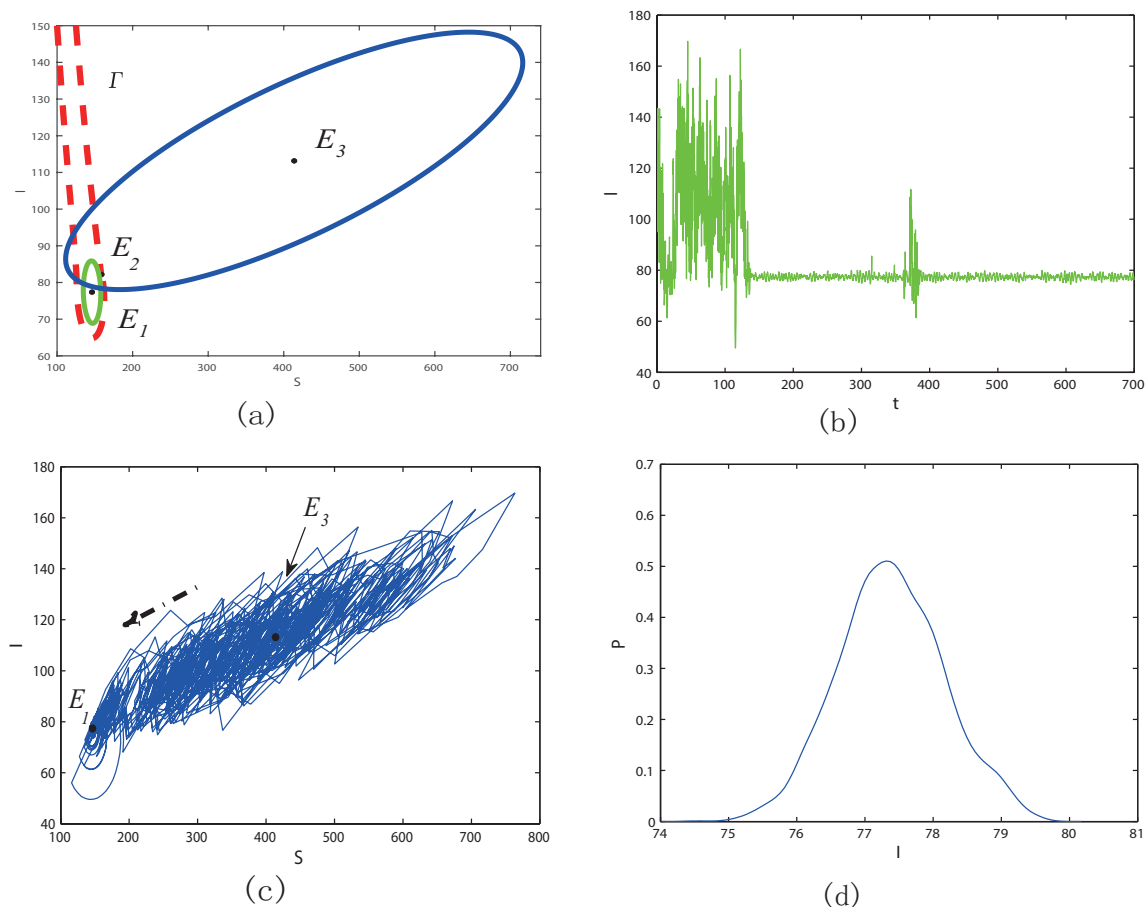 150
140
130
120
110
100
90
80
70
60
I
Γ
E3
E2
E1
100 200 300 400 500 600 700
S
(a)
I
180
160
140
120
100
80
60
40
0 100 200 300 400 500 600 700
t
(b)
180
160
140
120
100
80
60
40
I
E3
E1
100 200 300 400 500 600 700 800
S
(c)
0.7
0.6
0.5
0.4
0.3
0.2
0.1
0
P
74 75 76 77 78 79 80 81
I
(d)